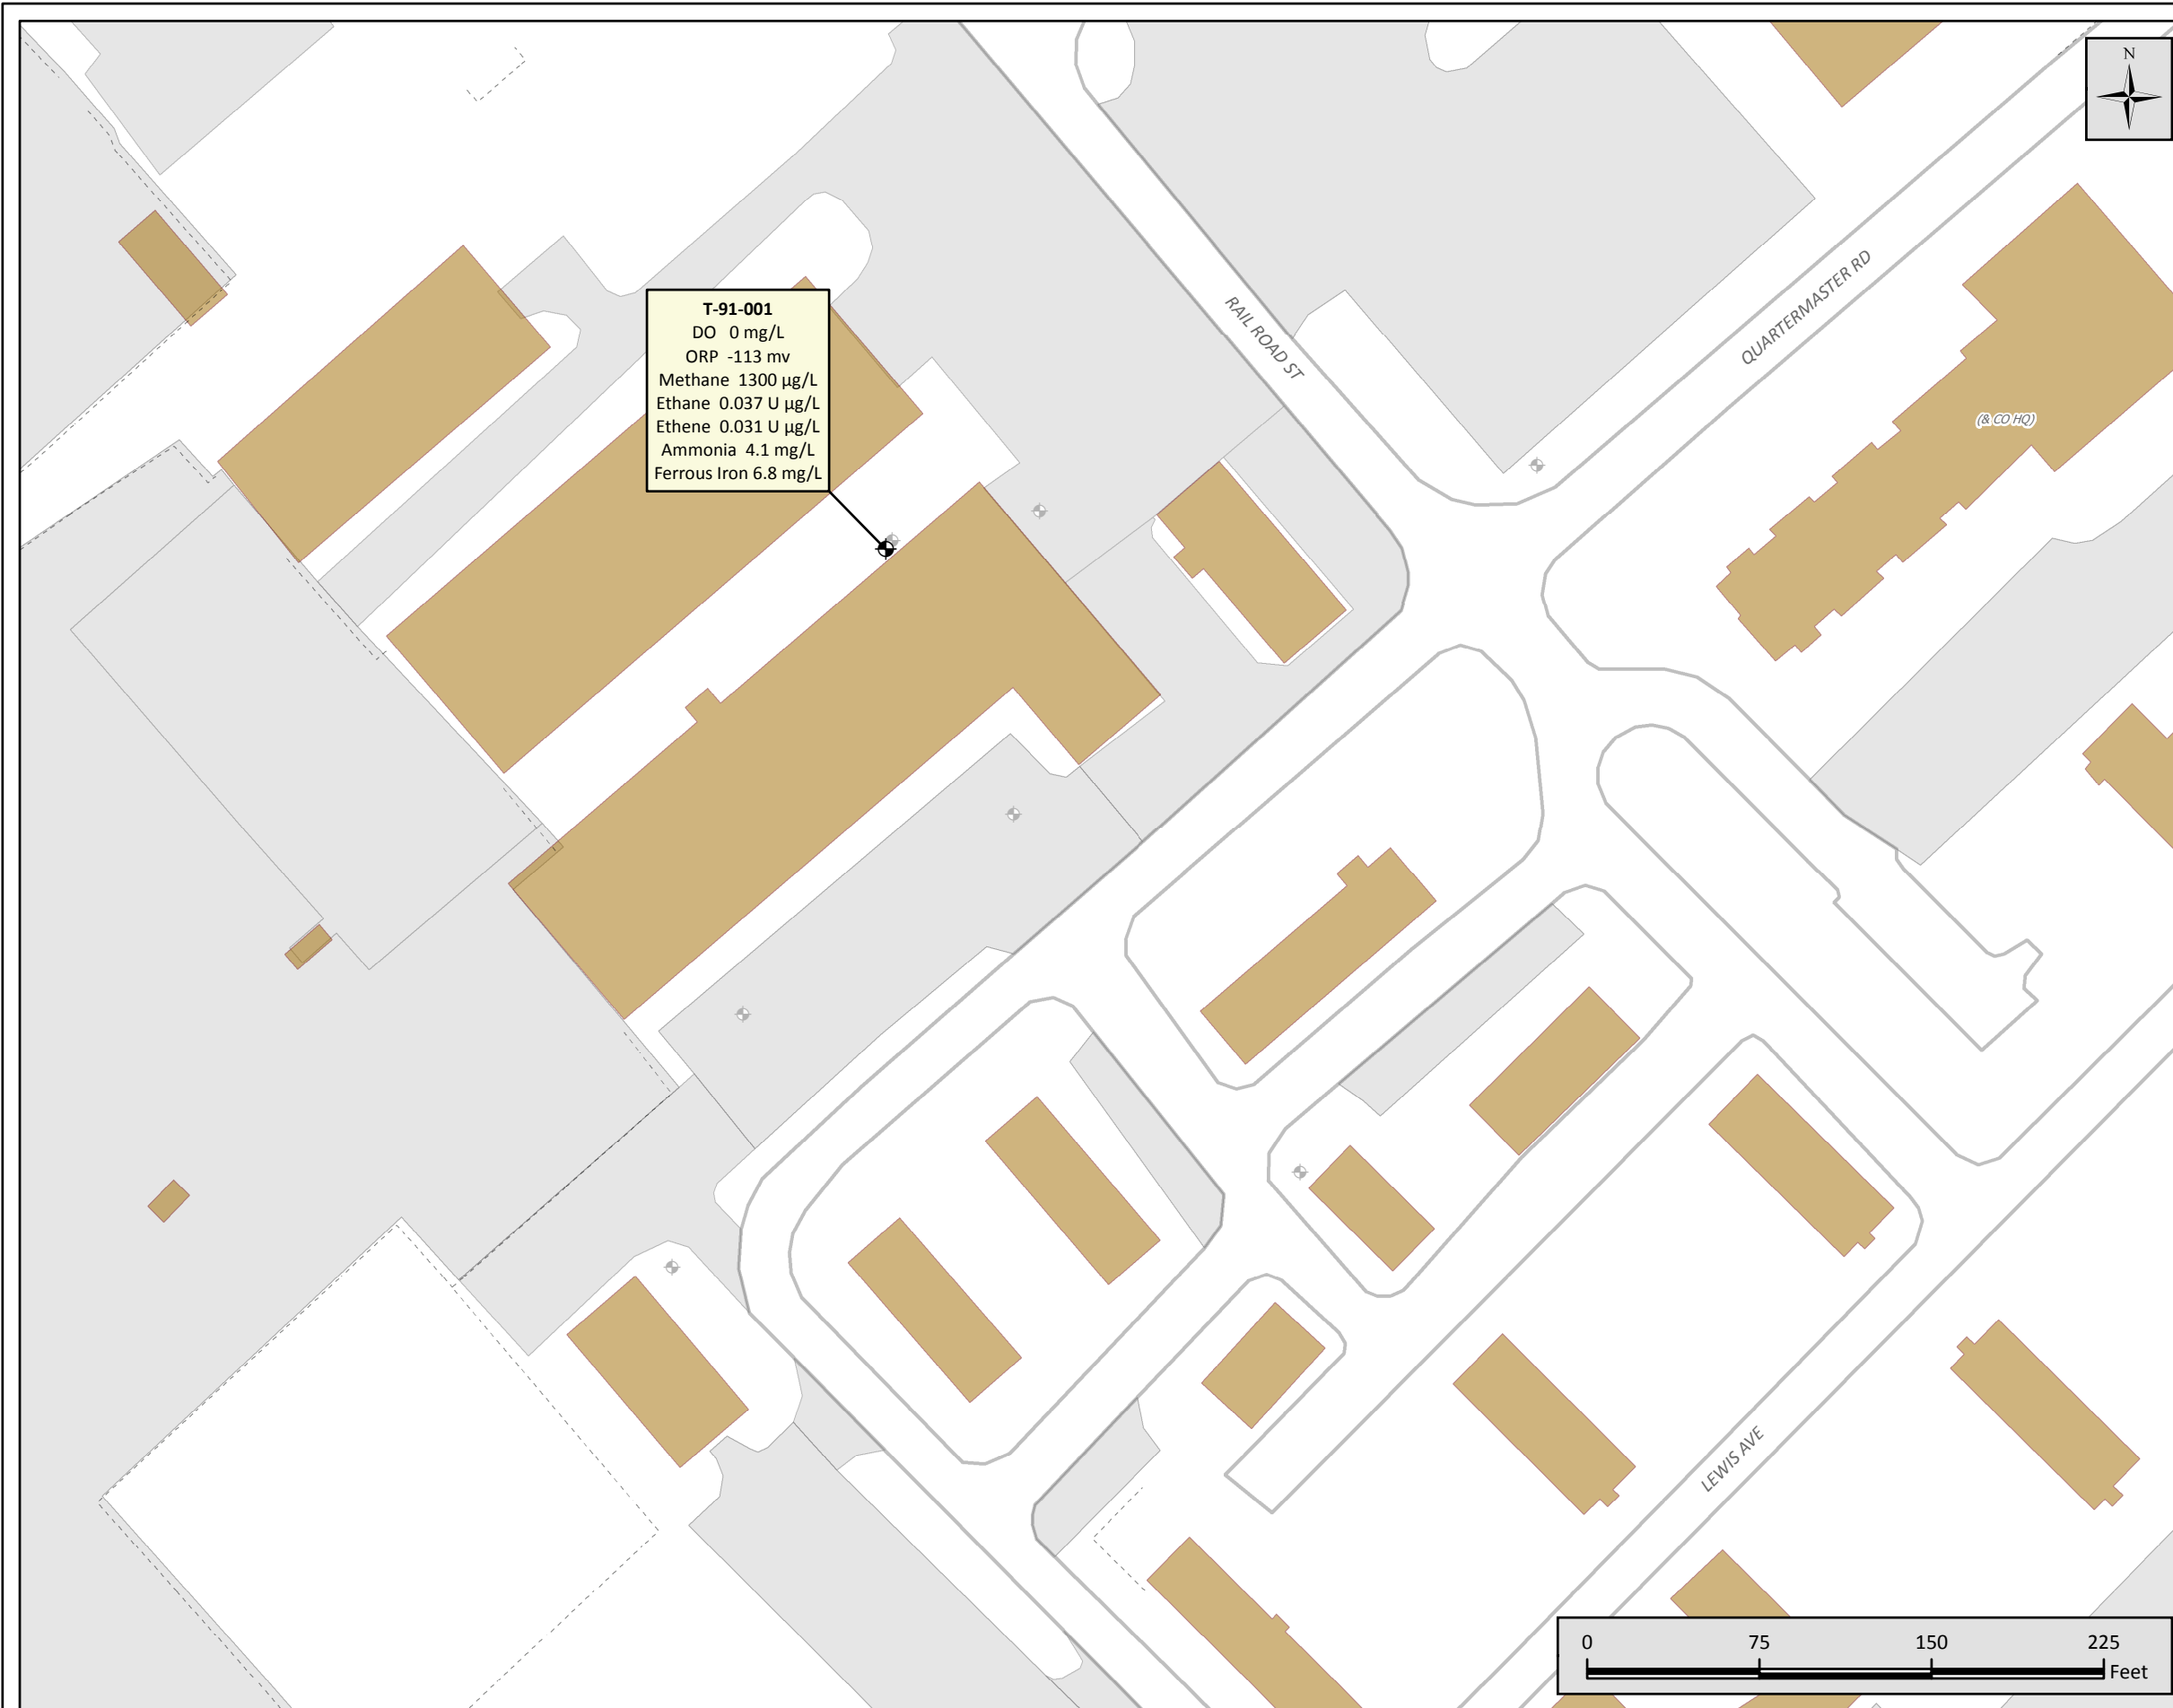 N
T-91-001
DO 0 mg/L
ORP -113 mv
Methane 1300 µg/L
Ethane 0.037 U µg/L
Ethene 0.031 U µg/L
Ammonia 4.1 mg/L
Ferrous Iron 6.8 mg/L
RAIL ROAD ST
QUARTERMASTER RD
(& CO HQ)
LEWIS AVE
0 75 150 225
Feet